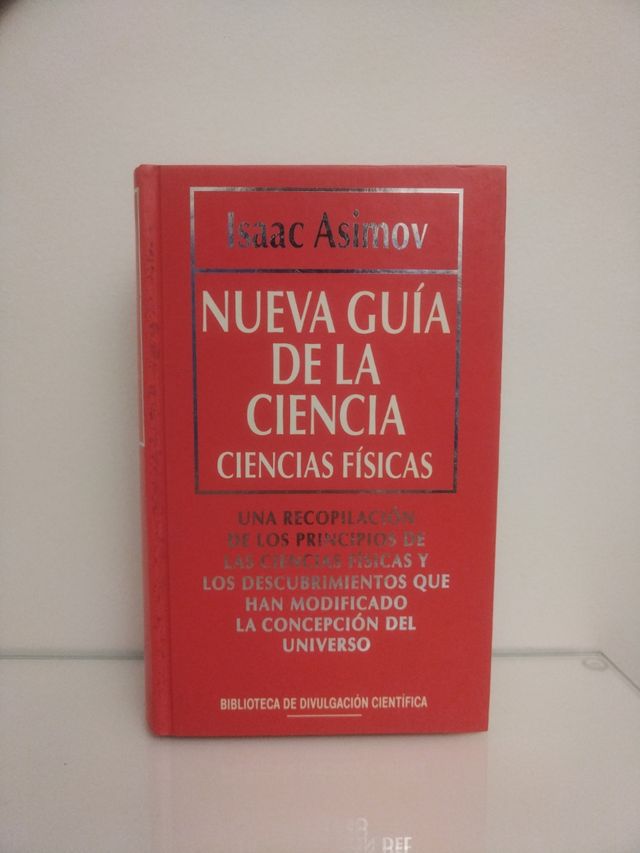 Isaac Asimov
NUEVA GUÍA
DE LA
CIENCIA
CIENCIAS FÍSICAS
UNA RECOPILACIÓN
DE LOS PRINCIPIOS DE
LAS CIENCIAS FÍSICAS Y
LOS DESCUBRIMIENTOS QUE
HAN MODIFICADO
LA CONCEPCIÓN DEL
UNIVERSO
BIBLIOTECA DE DIVULGACIÓN CIENTÍFICA